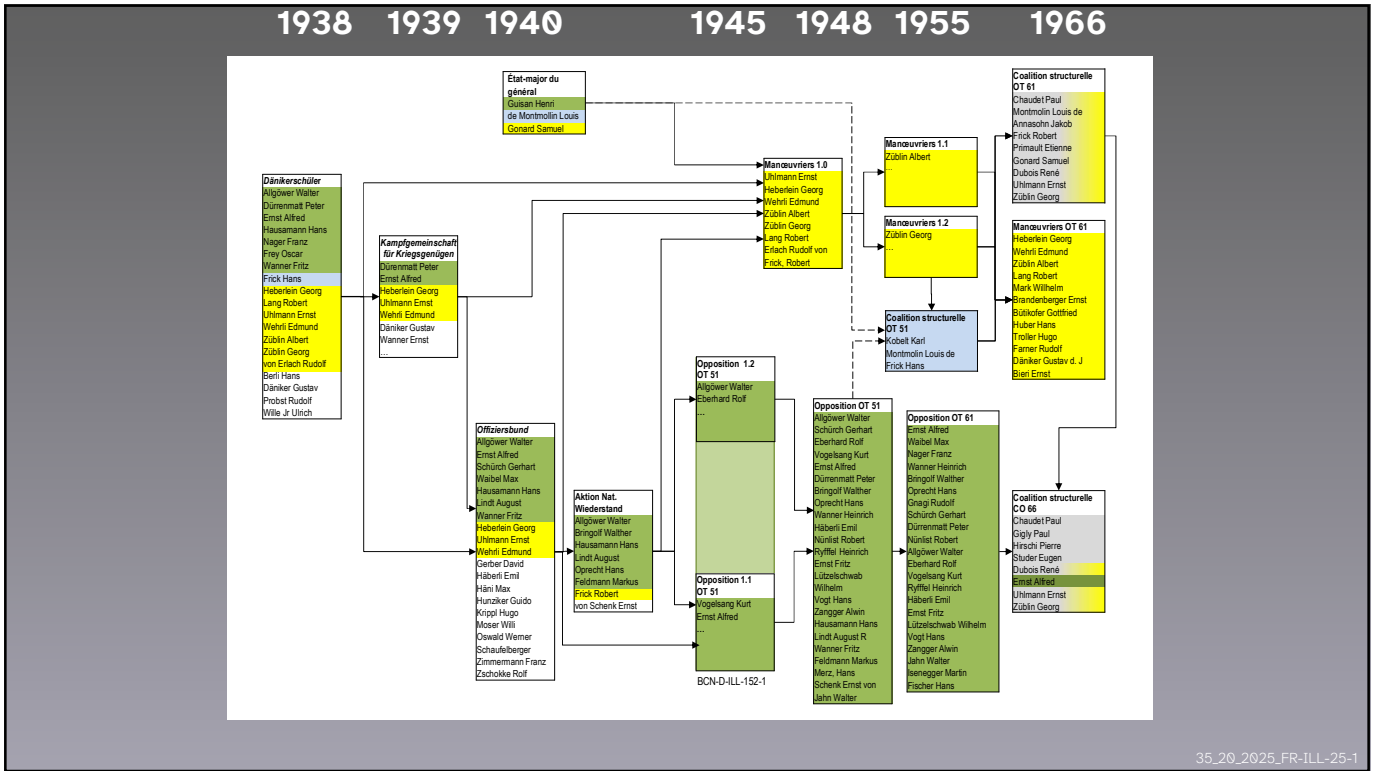 1938 1939 1940 1945 1948 1955 1966
État-major du
général
Guisan Henri
de Montmollin Louis
Gonard Samuel
Dänikerschüler
Allgöwer Walter
Dürrenmatt Peter
Ernst Alfred
Hausamann Hans
Nager Franz
Frey Oscar
Wanner Fritz
Frick Hans
Heberlein Georg
Lang Robert
Uhlmann Ernst
Wehrli Edmund
Züblin Albert
Züblin Georg
von Erlach Rudolf
Berli Hans
Däniker Gustav
Probst Rudolf
Wille Jr Ulrich
Kampfgemeinschaft
für Kriegsgenügen
Dürenmatt Peter
Ernst Alfred
Heberlein Georg
Uhlmann Ernst
Wehrli Edmund
Däniker Gustav
Wanner Ernst
...
Offiziersbund
Allgöwer Walter
Ernst Alfred
Schürch Gerhart
Waibel Max
Hausamann Hans
Lindt August
Wanner Fritz
Heberlein Georg
Uhlmann Ernst
Wehrli Edmund
Gerber David
Häberli Emil
Häni Max
Hunziker Guido
Krippl Hugo
Moser Willi
Oswald Werner
Schaufelberger
Zimmermann Franz
Zschokke Rolf
Aktion Nat.
Wiederstand
Allgöwer Walter
Bringolf Walther
Hausamann Hans
Lindt August
Oprecht Hans
Feldmann Markus
Frick Robert
von Schenk Ernst
Opposition 1.2
OT 51
Allgöwer Walter
Eberhard Rolf
...
Opposition 1.1
OT 51
Vogelsang Kurt
Ernst Alfred
...
BCN-D-ILL-152-1
Manœuvriers 1.0
Uhlmann Ernst
Heberlein Georg
Wehrli Edmund
Züblin Albert
Züblin Georg
Lang Robert
Erlach Rudolf von
Frick, Robert
Opposition OT 51
Allgöwer Walter
Schürch Gerhart
Eberhard Rolf
Vogelsang Kurt
Ernst Alfred
Dürrenmatt Peter
Bringolf Walther
Oprecht Hans
Wanner Heinrich
Häberli Emil
Nünlist Robert
Ryfffel Heinrich
Ernst Fritz
Lützelschwab
Wilhelm
Vogt Hans
Zangger Alwin
Hausamann Hans
Lindt August R
Wanner Fritz
Feldmann Markus
Merz, Hans
Schenk Ernst von
Jahn Walter
Manœuvriers 1.1
Züblin Albert
...
Manœuvriers 1.2
Züblin Georg
...
Coalition structurelle
OT 51
Kobelt Karl
Montmolin Louis de
Frick Hans
Opposition OT 61
Ernst Alfred
Waibel Max
Nager Franz
Wanner Heinrich
Bringolf Walther
Oprecht Hans
Gnagi Rudolf
Schürch Gerhart
Dürrenmatt Peter
Nünlist Robert
Allgöwer Walter
Eberhard Rolf
Vogelsang Kurt
Ryfffel Heinrich
Häberli Emil
Ernst Fritz
Lützelschwab Wilhelm
Vogt Hans
Zangger Alwin
Jahn Walter
Isenegger Martin
Fischer Hans
Coalition structurelle
OT 61
Chaudet Paul
Montmolin Louis de
Annasohn Jakob
Frick Robert
Primault Etienne
Gonard Samuel
Dubois René
Uhlmann Ernst
Züblin Georg
Manœuvriers OT 61
Heberlein Georg
Wehrli Edmund
Züblin Albert
Lang Robert
Mark Willhelm
Brandenberger Ernst
Bütikofer Gottfried
Huber Hans
Troller Hugo
Farner Rudolf
Däniker Gustav d. J
Bieri Ernst
Coalition structurelle
CO 66
Chaudet Paul
Gigly Paul
Hirschi Pierre
Studer Eugen
Dubois René
Ernst Alfred
Uhlmann Ernst
Züblin Georg
35_20_2025_FR-ILL-25-1